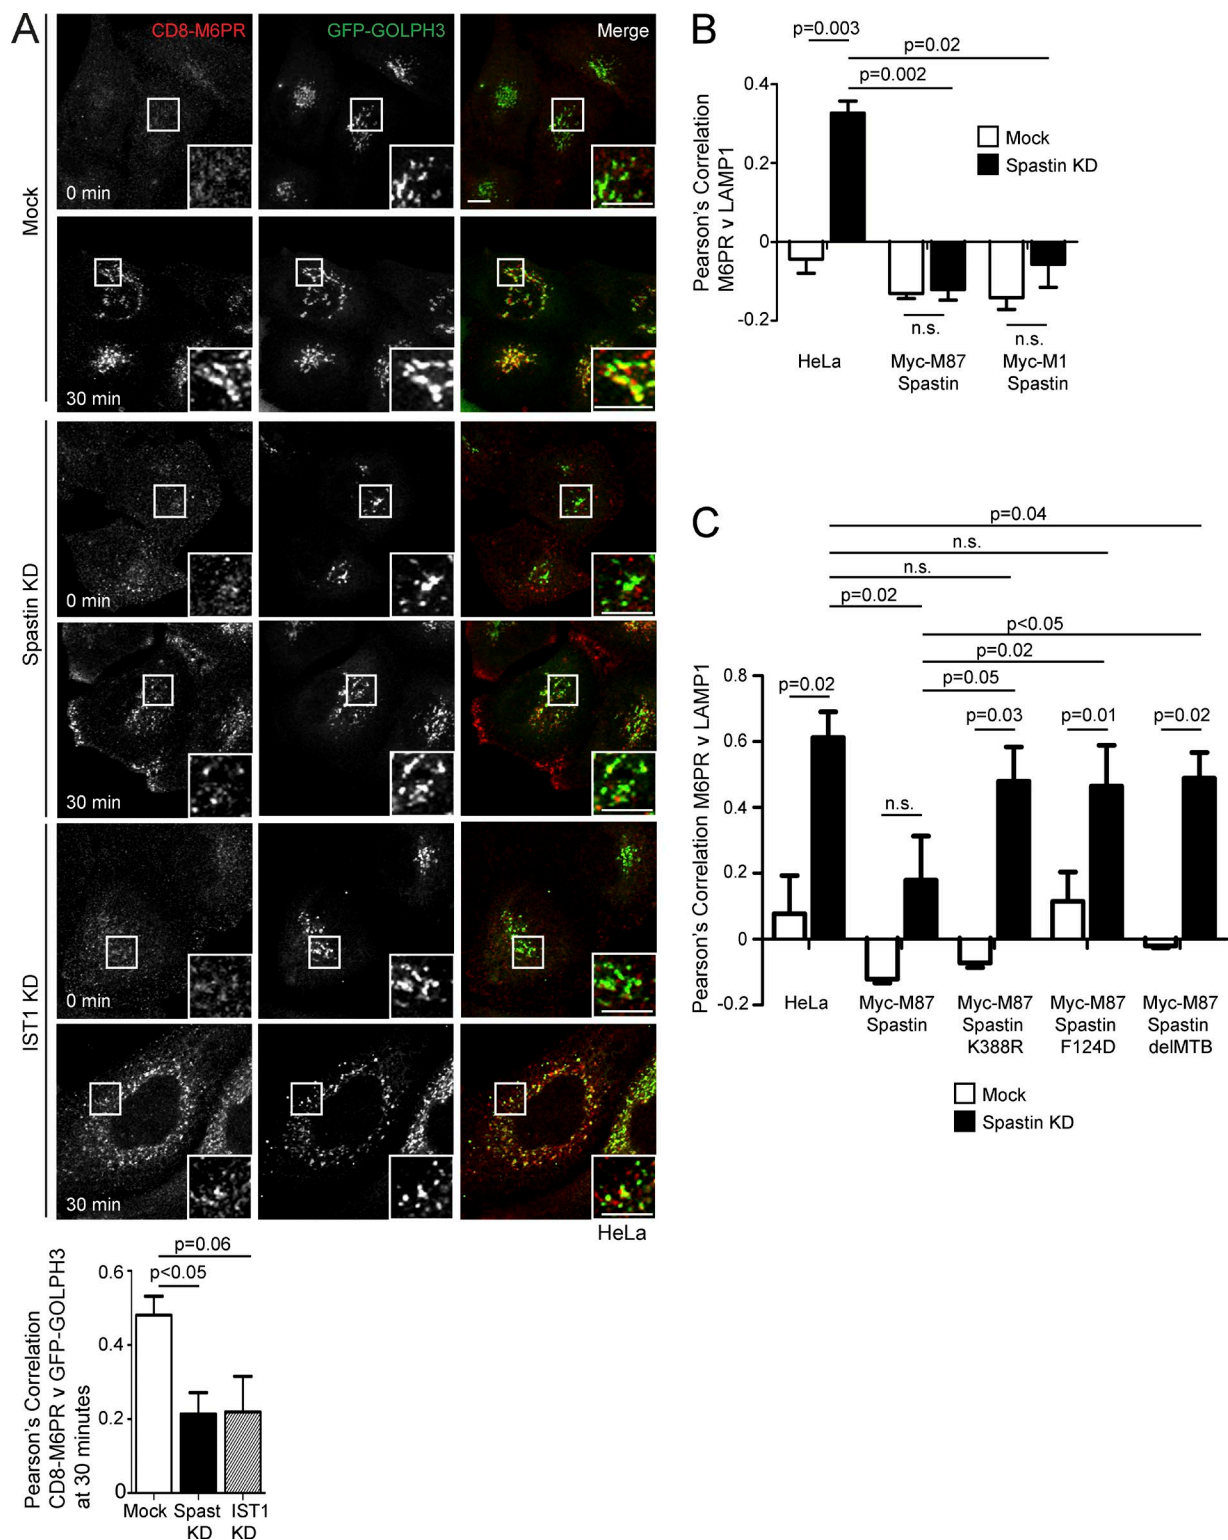 A
CD8-M6PR
GFP-GOLPH3
Merge
Mock
0 min
30 min
Spastin KD
0 min
30 min
IST1 KD
0 min
30 min
HeLa
Pearson's Correlation
CD8-M6PR v GFP-GOLPH3
at 30 minutes
p=0.06
p<0.05
0.6
0.4
0.2
0
Mock
Spast
KD
IST1
KD
B
p=0.003
p=0.02
p=0.002
Pearson's Correlation
M6PR v LAMP1
0.4
0.2
0
-0.2
Mock
Spastin KD
n.s.
n.s.
HeLa
Myc-M87
Spastin
Myc-M1
Spastin
C
p=0.04
n.s.
n.s.
p=0.02
p<0.05
p=0.02
p=0.05
p=0.02
n.s.
p=0.03
p=0.01
p=0.02
Pearson's Correlation M6PR v LAMP1
0.8
0.6
0.4
0.2
0
-0.2
HeLa
Myc-M87
Spastin
Myc-M87
Spastin
K388R
Myc-M87
Spastin
F124D
Myc-M87
Spastin
delMTB
Mock
Spastin KD